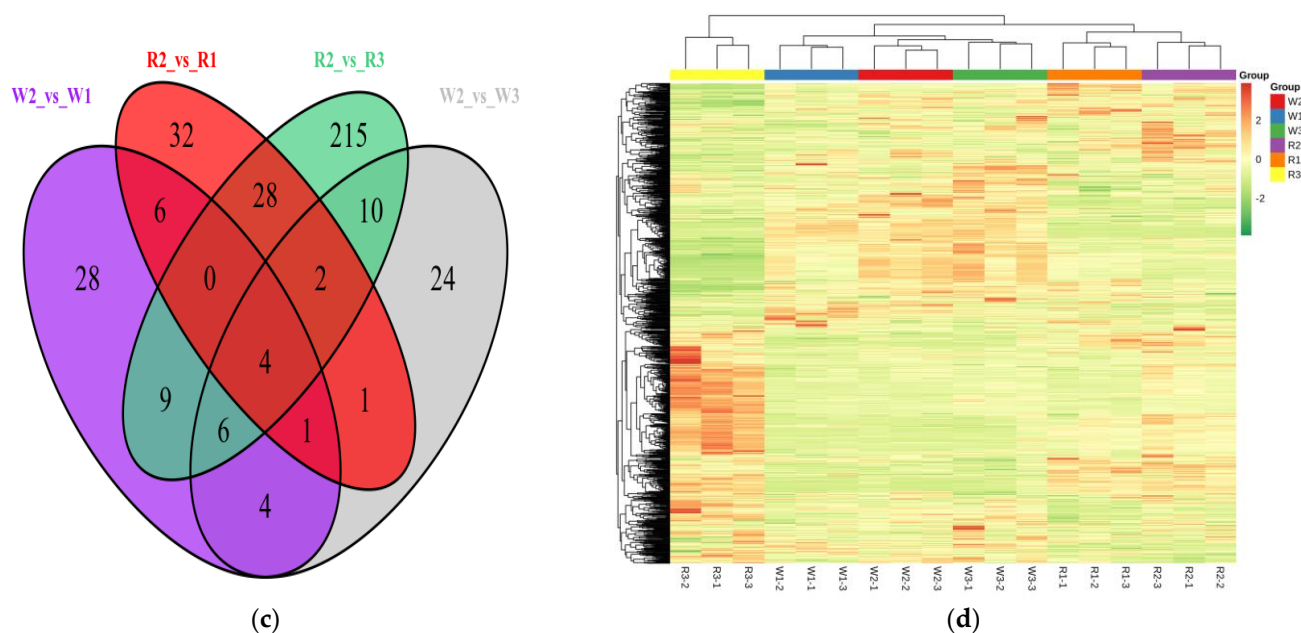 R2_vs_R1
R2_vs_R3
W2_vs_W1
W2_vs_W3
32
215
6
28
10
28
0
2
24
4
9
1
6
1
4
(c)
Group
2
0
-2
Group
W2
W1
W3
R2
R1
R3
R3-2
R3-1
R3-3
W1-2
W1-1
W1-3
W2-1
W2-2
W2-3
W3-1
W3-2
W3-3
R1-1
R1-2
R1-3
R2-3
R2-1
R2-2
(d)